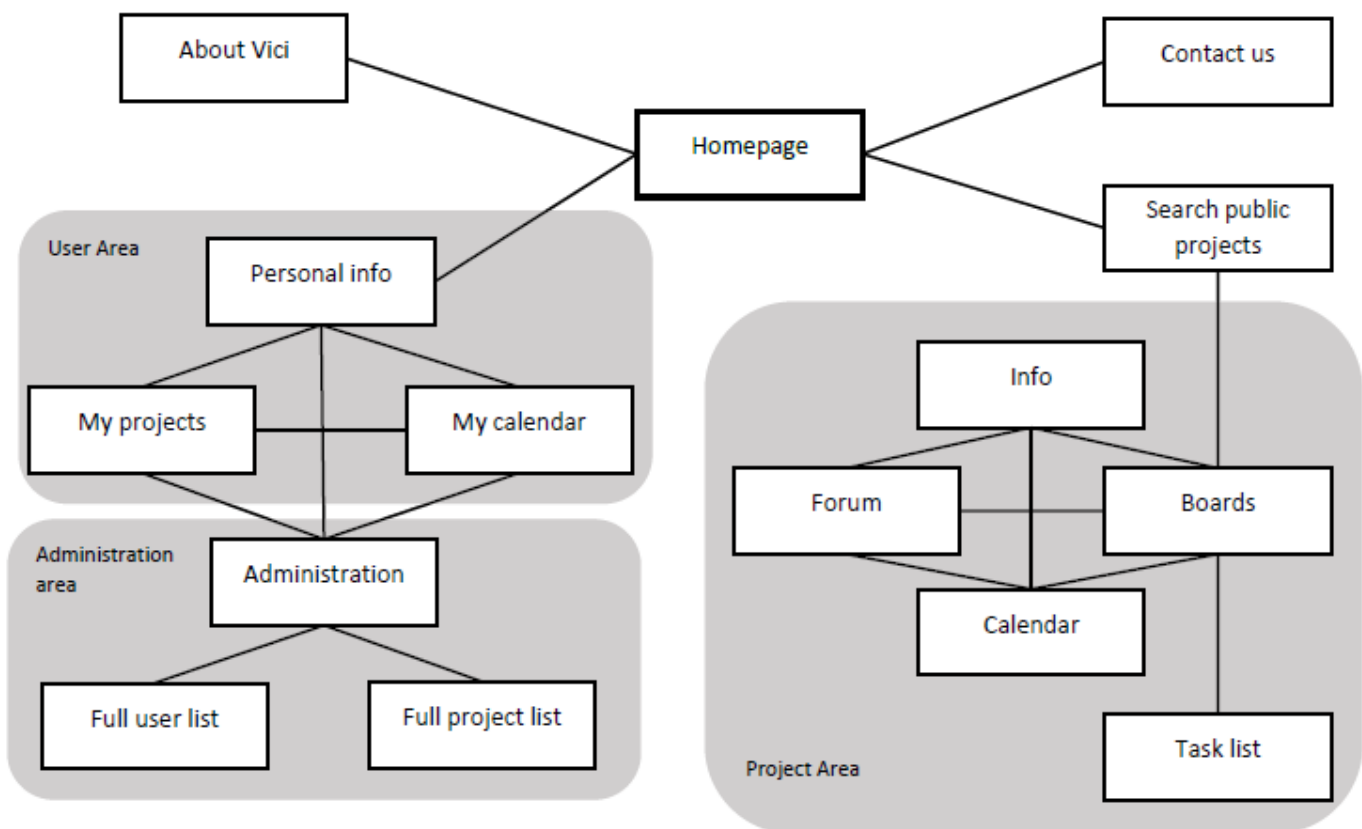 About Vici
Contact us
Homepage
Search public
projects
User Area
Personal info
My projects
My calendar
Administration
area
Administration
Full user list
Full project list
Info
Forum
Boards
Calendar
Task list
Project Area